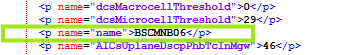 <p name="dcsMacrocellThreshold">0</p>
<p name="dcsMicrocellThreshold">29</p>
<p name="name">BSCMNB06</p>
<p name="AICsUplaneDscpPhbTcInMgw">46</p>